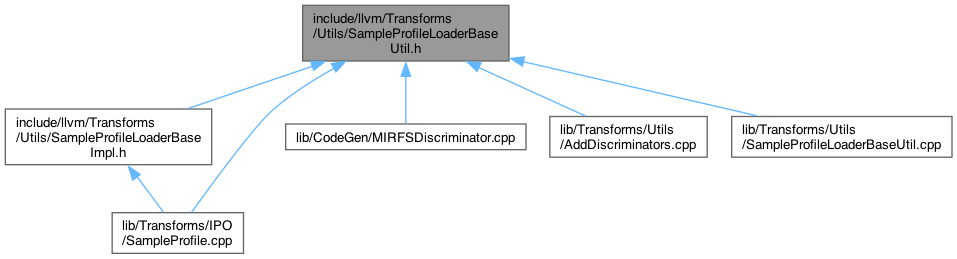 include/llvm/Transforms
/Utils/SampleProfileLoaderBase
Util.h
include/llvm/Transforms
/Utils/SampleProfileLoaderBase
Impl.h
lib/CodeGen/MIRFSDiscriminator.cpp
lib/Transforms/Utils
/AddDiscriminators.cpp
lib/Transforms/Utils
/SampleProfileLoaderBaseUtil.cpp
lib/Transforms/IPO
/SampleProfile.cpp